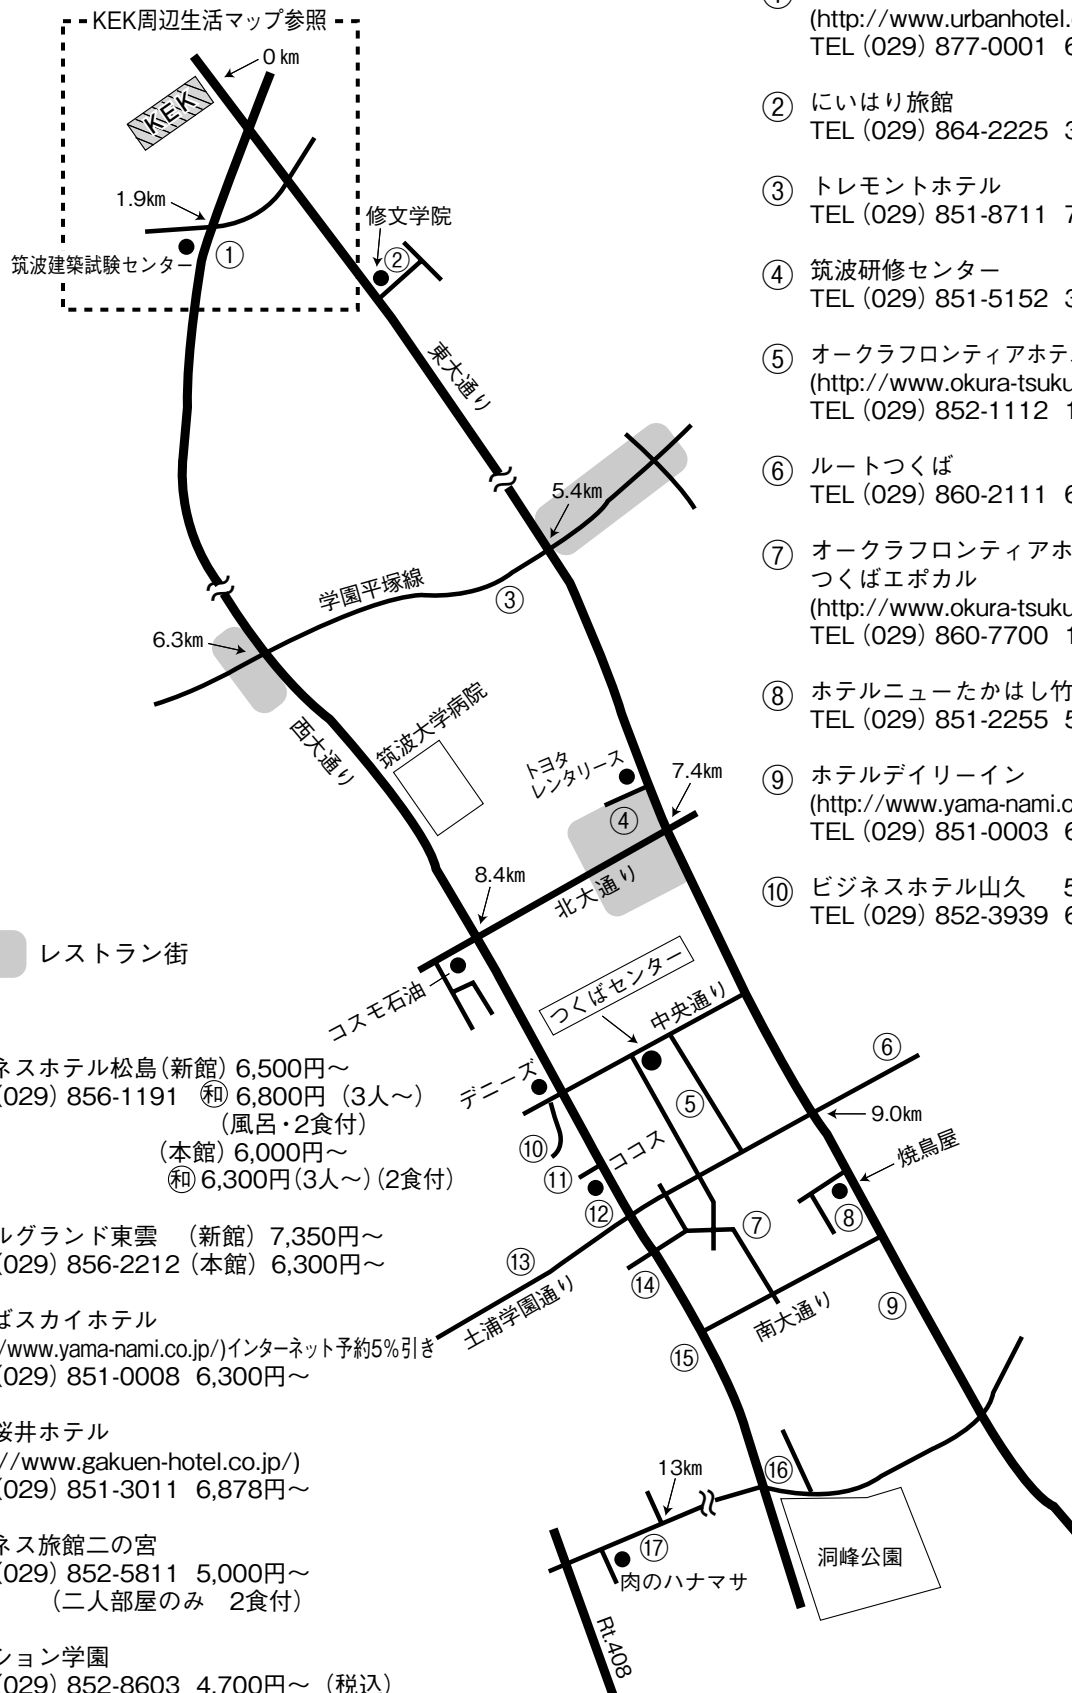 KEK周辺生活マップ参照
0km
KEK
1.9km
筑波建築試験センター
①
修文学院
②
東大通り
5.4km
学園平塚線
③
6.3km
西大通り
筑波大学病院
トヨタ
レンタリース
7.4km
④
8.4km
北大通り
コスモ石油
つくばセンター
中央通り
デニーズ
⑤
⑥
9.0km
⑩
ココス
⑪
⑫
焼鳥屋
⑦
⑧
⑬
⑭
土浦学園通り
南大通り
⑨
⑮
⑯
13km
⑰
肉のハナマサ
洞峰公園
Rt.408
レストラン街
(http://www.urbanhotel.
TEL (029) 877-0001 6
② にいはり旅館
TEL (029) 864-2225 3
③ トレモントホテル
TEL (029) 851-8711 7
④ 筑波研修センター
TEL (029) 851-5152 3
⑤ オークラフロンティアホテ
(http://www.okura-tsuku
TEL (029) 852-1112 1
⑥ ルートつくば
TEL (029) 860-2111 6
⑦ オークラフロンティアホ
つくばエポカル
(http://www.okura-tsuku
TEL (029) 860-7700 1
⑧ ホテルニューたかはし竹
TEL (029) 851-2255 5
⑨ ホテルデイリーイン
(http://www.yama-nami.c
TEL (029) 851-0003 6
⑩ ビジネスホテル山久 5
TEL (029) 852-3939 6
ネスホテル松島(新館) 6,500円～
(029) 856-1191 ㊿和 6,800円 (3人～)
(風呂・2食付)
(本館) 6,000円～
和 6,300円(3人～)(2食付)
ルグランド東雲 (新館) 7,350円～
(029) 856-2212 (本館) 6,300円～
ばスカイホテル
/www.yama-nami.co.jp/)インターネット予約5%引き
(029) 851-0008 6,300円～
桜井ホテル
//www.gakuen-hotel.co.jp/)
(029) 851-3011 6,878円～
ネス旅館二の宮
(029) 852-5811 5,000円～
(二人部屋のみ 2食付)
ション学園
(029) 852-8603 4,700円～ (税込)